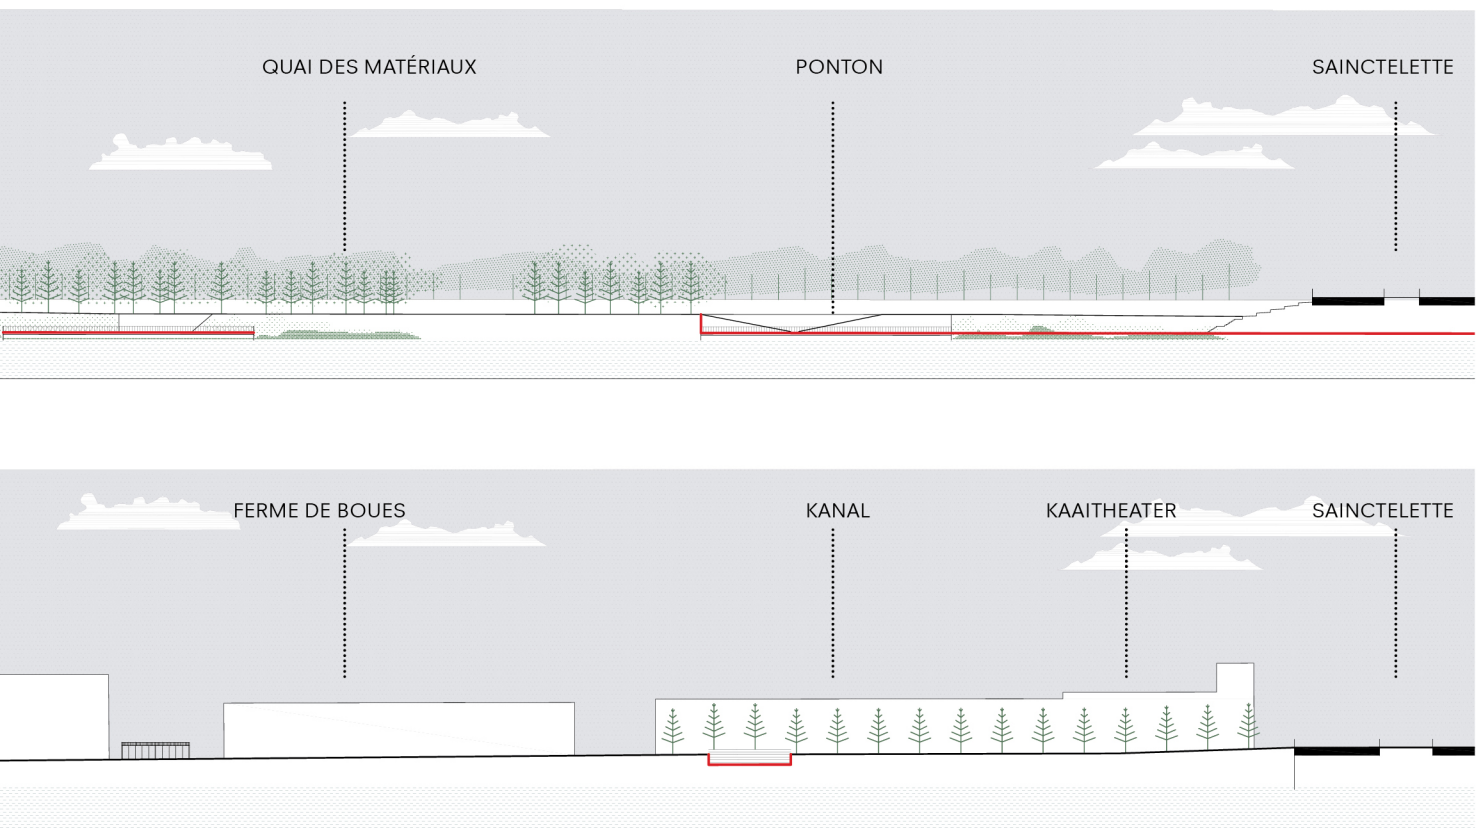 QUAI DES MATÉRIAUX
PONTON
SAINCTELETTE
FERME DE BOUES
KANAL
KAAITHEATER
SAINCTELETTE